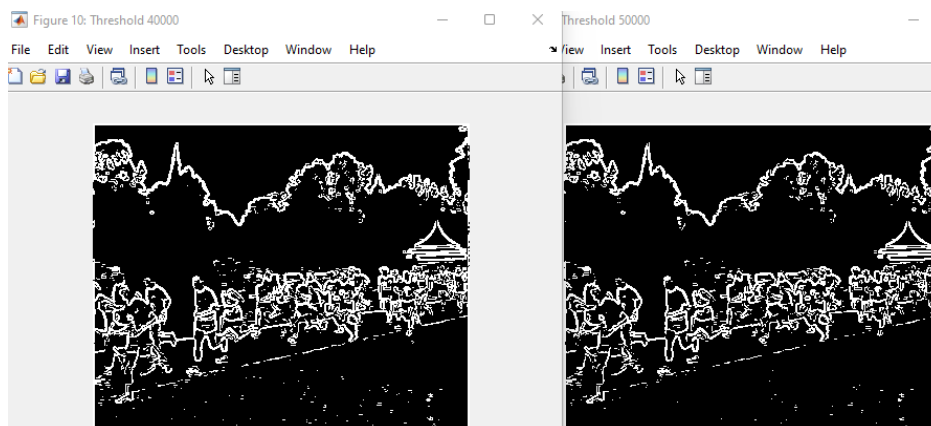 Figure 10: Threshold 40000
File Edit View Insert Tools Desktop Window Help
Threshold 50000
View Insert Tools Desktop Window Help